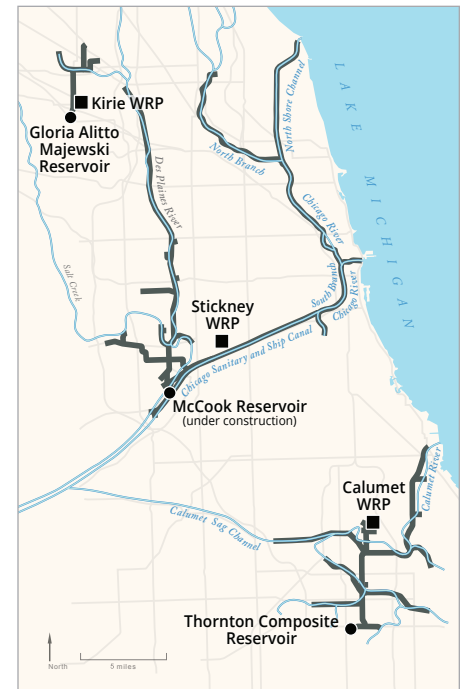 LAKE MICHIGAN
North Shore Channel
Kirie WRP
Gloria Alitto
Majewski
Reservoir
North Branch
Des Plaines River
Chicago River
Salt Creek
South Branch
Chicago River
Stickney
WRP
Chicago Sanitary and Ship Canal
McCook Reservoir
(under construction)
Calumet River
Calumet
WRP
Calumet Sag Channel
Thornton Composite
Reservoir
North
5 miles